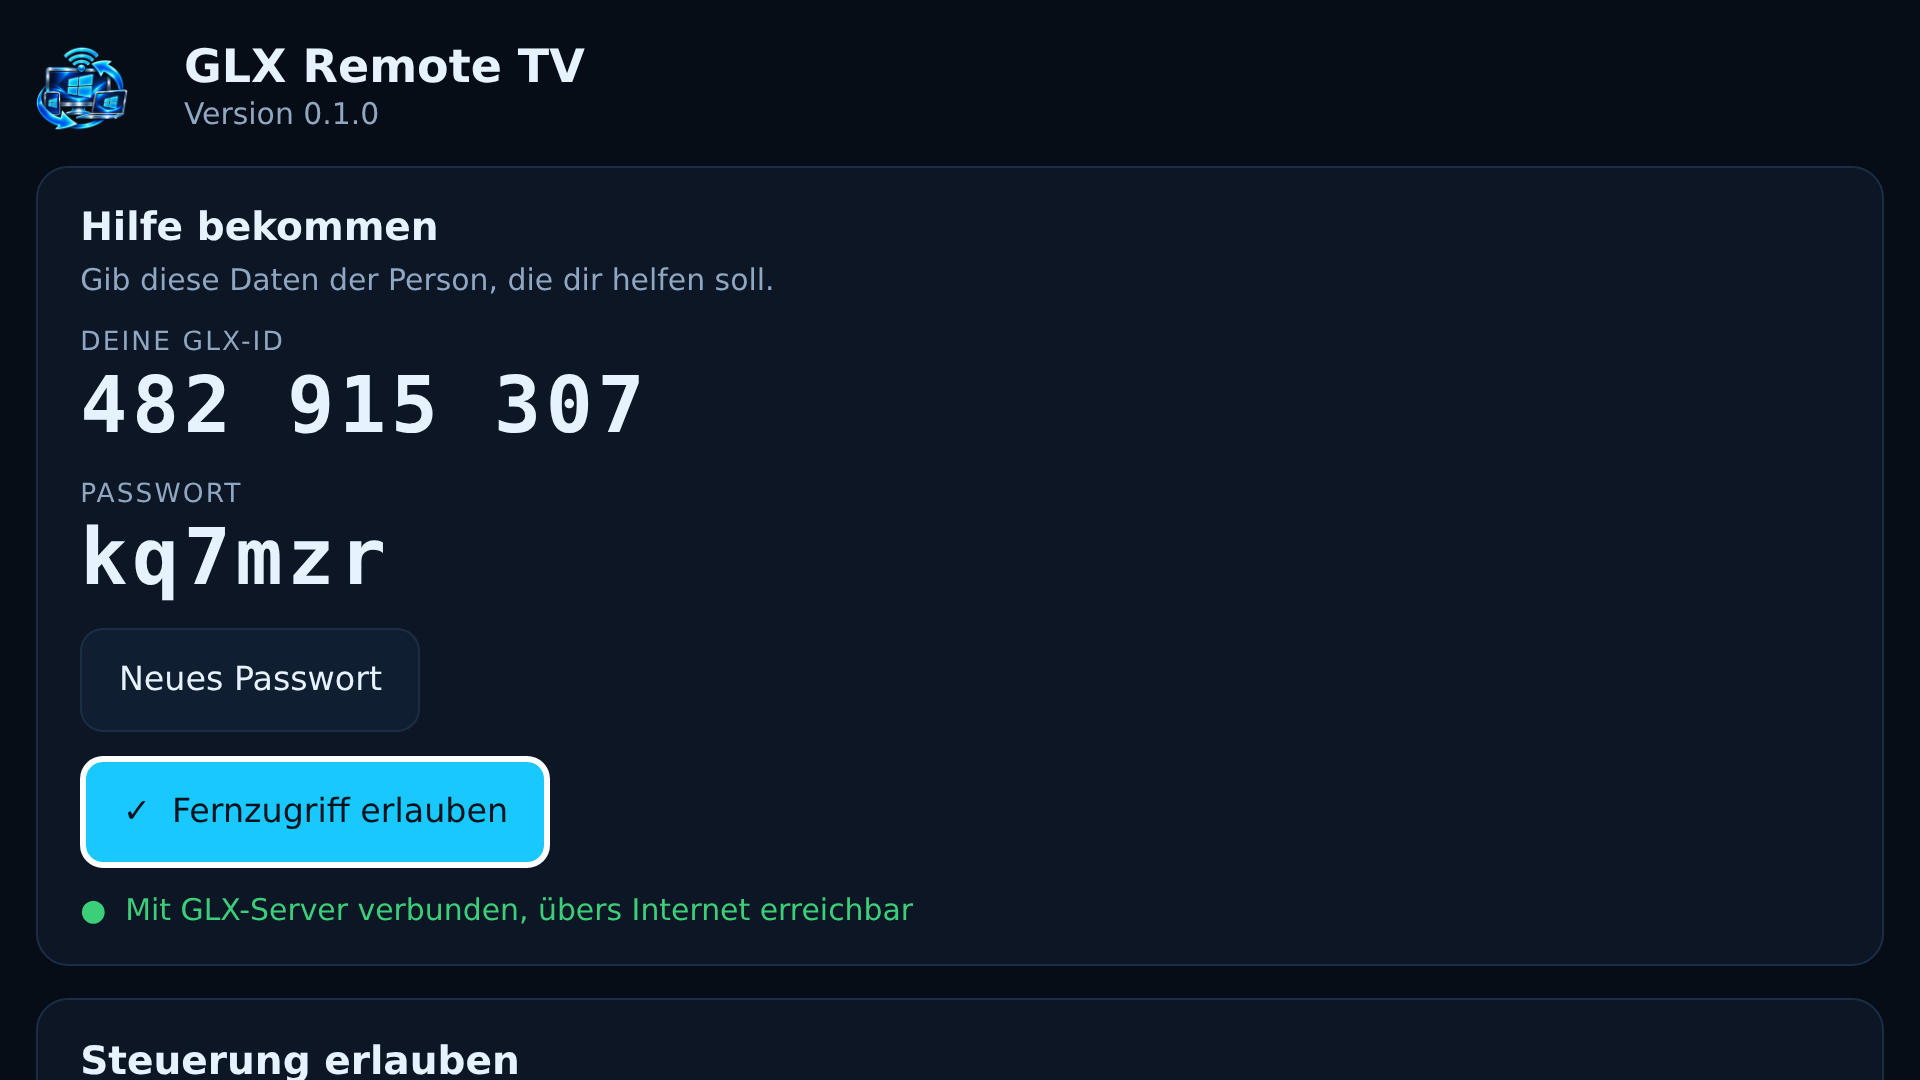 GLX Remote TV
Version 0.1.0
Hilfe bekommen
Gib diese Daten der Person, die dir helfen soll.
DEINE GLX-ID
482 915 307
PASSWORT
kq7mzr
Neues Passwort
✓ Fernzugriff erlauben
● Mit GLX-Server verbunden, übers Internet erreichbar
Steuerung erlauben